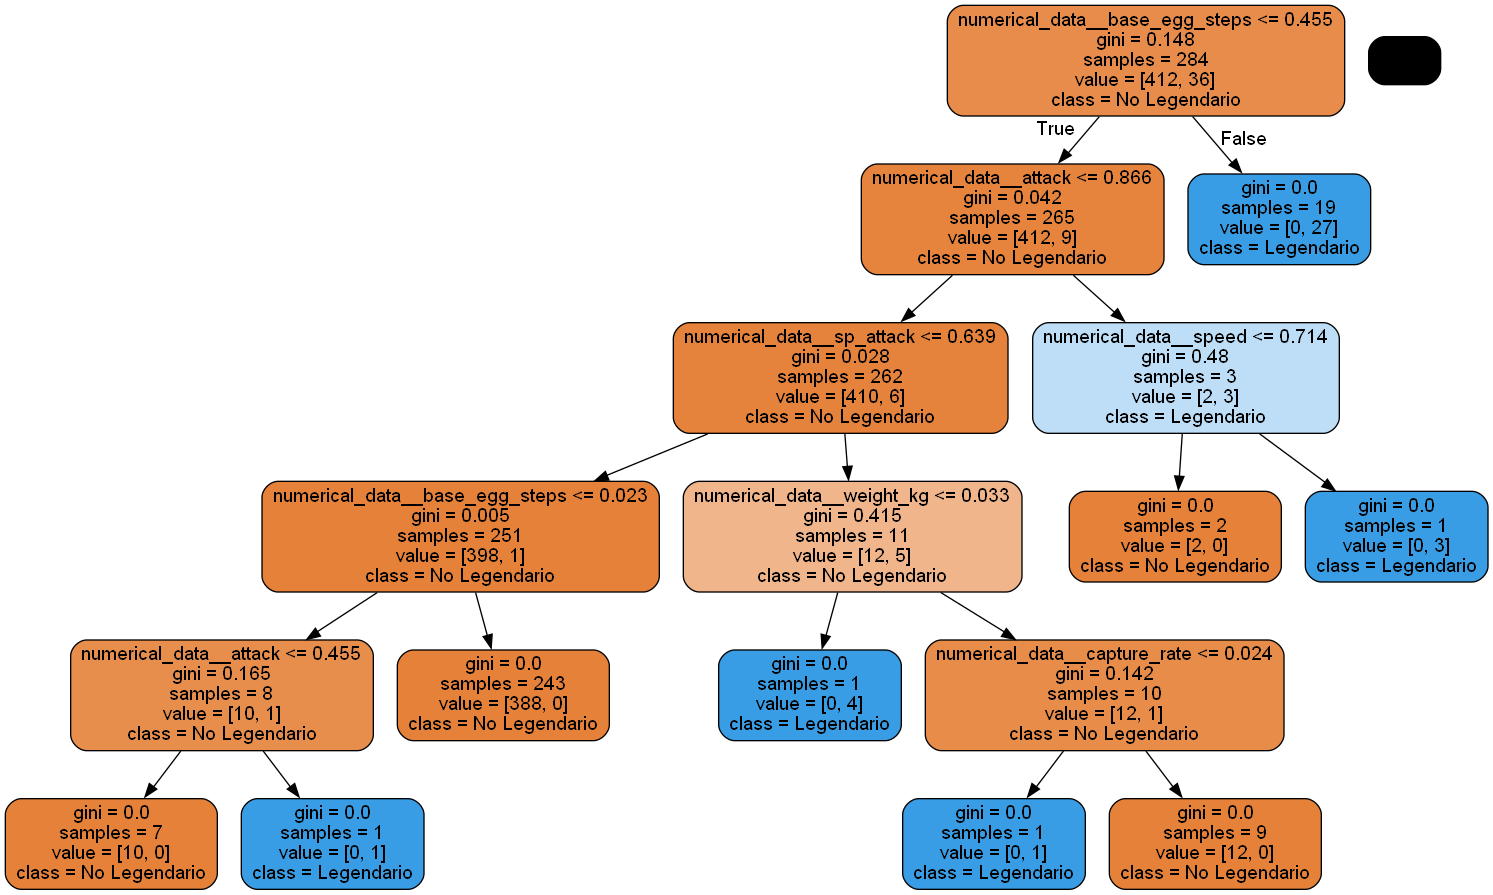 numerical_data__base_egg_steps <= 0.455
gini = 0.148
samples = 284
value = [412, 36]
class = No Legendario
True
False
numerical_data__attack <= 0.866
gini = 0.042
samples = 265
value = [412, 9]
class = No Legendario
gini = 0.0
samples = 19
value = [0, 27]
class = Legendario
numerical_data__sp_attack <= 0.639
gini = 0.028
samples = 262
value = [410, 6]
class = No Legendario
numerical_data__speed <= 0.714
gini = 0.48
samples = 3
value = [2, 3]
class = Legendario
numerical_data__base_egg_steps <= 0.023
gini = 0.005
samples = 251
value = [398, 1]
class = No Legendario
numerical_data__weight_kg <= 0.033
gini = 0.415
samples = 11
value = [12, 5]
class = No Legendario
gini = 0.0
samples = 2
value = [2, 0]
class = No Legendario
gini = 0.0
samples = 1
value = [0, 3]
class = Legendario
numerical_data__attack <= 0.455
gini = 0.165
samples = 8
value = [10, 1]
class = No Legendario
gini = 0.0
samples = 243
value = [388, 0]
class = No Legendario
gini = 0.0
samples = 1
value = [0, 4]
class = Legendario
numerical_data__capture_rate <= 0.024
gini = 0.142
samples = 10
value = [12, 1]
class = No Legendario
gini = 0.0
samples = 7
value = [10, 0]
class = No Legendario
gini = 0.0
samples = 1
value = [0, 1]
class = Legendario
gini = 0.0
samples = 1
value = [0, 1]
class = Legendario
gini = 0.0
samples = 9
value = [12, 0]
class = No Legendario